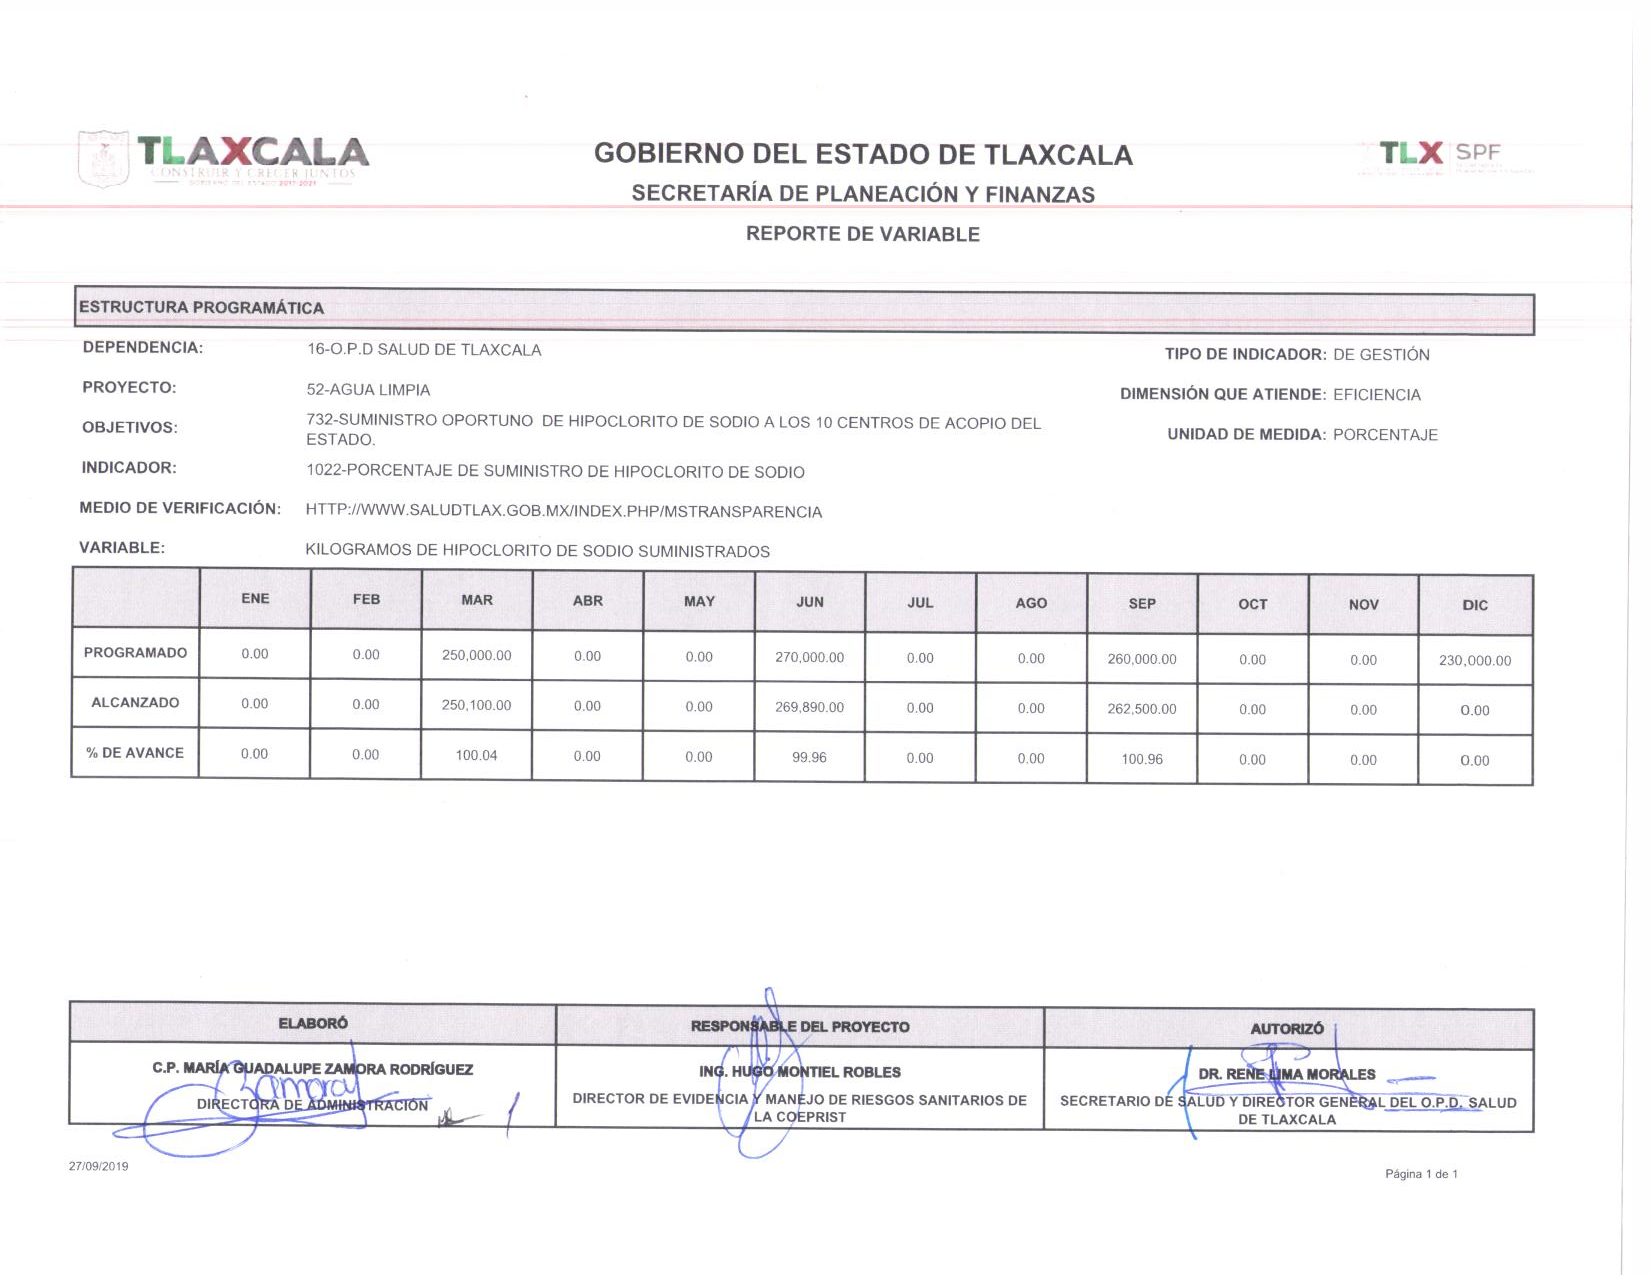 TLAXCALA
CONSTRUIR Y CRECER JUNTOS
GOBIERNO DEL ESTADO 2017-2021
GOBIERNO DEL ESTADO DE TLAXCALA
SECRETARÍA DE PLANEACIÓN Y FINANZAS
REPORTE DE VARIABLE
TLX SPF
ESTRUCTURA PROGRAMÁTICA
DEPENDENCIA: 16-O.P.D SALUD DE TLAXCALA
TIPO DE INDICADOR: DE GESTIÓN
PROYECTO: 52-AGUA LIMPIA
DIMENSIÓN QUE ATIENDE: EFICIENCIA
OBJETIVOS: 732-SUMINISTRO OPORTUNO DE HIPOCLORITO DE SODIO A LOS 10 CENTROS DE ACOPIO DEL
ESTADO.
UNIDAD DE MEDIDA: PORCENTAJE
INDICADOR: 1022-PORCENTAJE DE SUMINISTRO DE HIPOCLORITO DE SODIO
MEDIO DE VERIFICACIÓN: HTTP://WWW.SALUDTLAX.GOB.MX/INDEX.PHP/MSTRANSPARENCIA
VARIABLE: KILOGRAMOS DE HIPOCLORITO DE SODIO SUMINISTRADOS
ENE FEB MAR ABR MAY JUN JUL AGO SEP OCT NOV DIC
PROGRAMADO 0.00 0.00 250,000.00 0.00 0.00 270,000.00 0.00 0.00 260,000.00 0.00 0.00 230,000.00
ALCANZADO 0.00 0.00 250,100.00 0.00 0.00 269,890.00 0.00 0.00 262,500.00 0.00 0.00 0.00
% DE AVANCE 0.00 0.00 100.04 0.00 0.00 99.96 0.00 0.00 100.96 0.00 0.00 0.00
ELABORÓ
C.P. MARÍA GUADALUPE ZAMORA RODRÍGUEZ
DIRECTORA DE ADMINISTRACIÓN
RESPONSABLE DEL PROYECTO
ING. HUGO MONTIEL ROBLES
DIRECTOR DE EVIDENCIA Y MANEJO DE RIESGOS SANITARIOS DE
LA COEPRIST
AUTORIZÓ
DR. RENE LIMA MORALES
SECRETARIO DE SALUD Y DIRECTOR GENERAL DEL O.P.D. SALUD
DE TLAXCALA
27/09/2019
Página 1 de 1